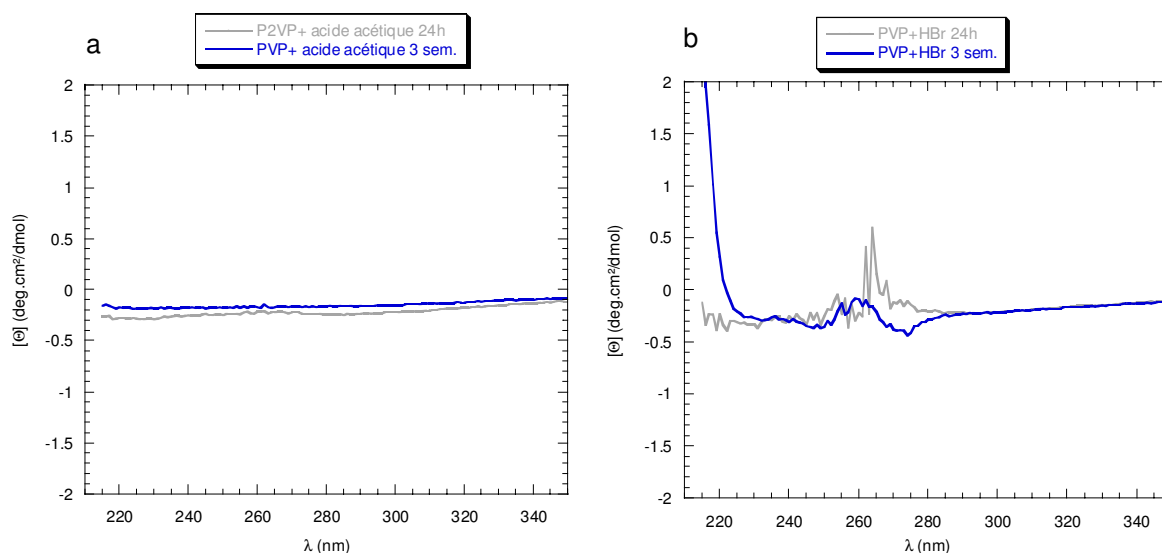 a
P2VP+ acide acétique 24h
PVP+ acide acétique 3 sem.
2
1.5
1
0.5
0
-0.5
-1
-1.5
-2
[Θ] (deg.cm²/dmol)
220 240 260 280 300 320 340
λ (nm)
b
PVP+HBr 24h
PVP+HBr 3 sem.
2
1.5
1
0.5
0
-0.5
-1
-1.5
-2
[Θ] (deg.cm²/dmol)
220 240 260 280 300 320 340
λ (nm)